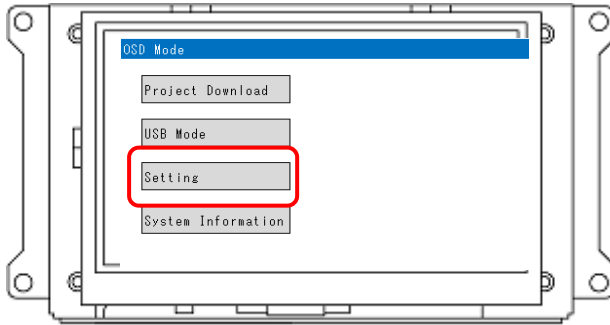 OSD Mode
Project Download
USB Mode
Setting
System Information